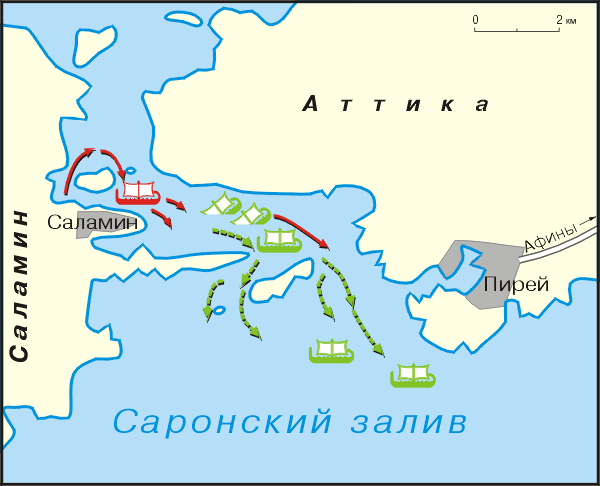 0 2 км
Аттика
Саламин
Саламин
Афины
Пирей
Саронский залив